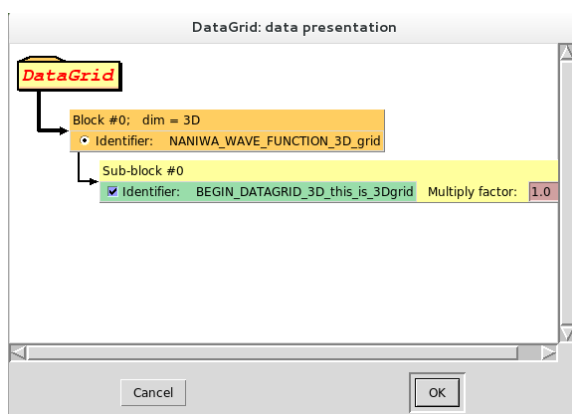 DataGrid: data presentation
DataGrid
Block #0; dim = 3D
Identifier: NANIWA_WAVE_FUNCTION_3D_grid
Sub-block #0
Identifier: BEGIN_DATAGRID_3D_this_is_3Dgrid Multiply factor: 1.0
Cancel OK